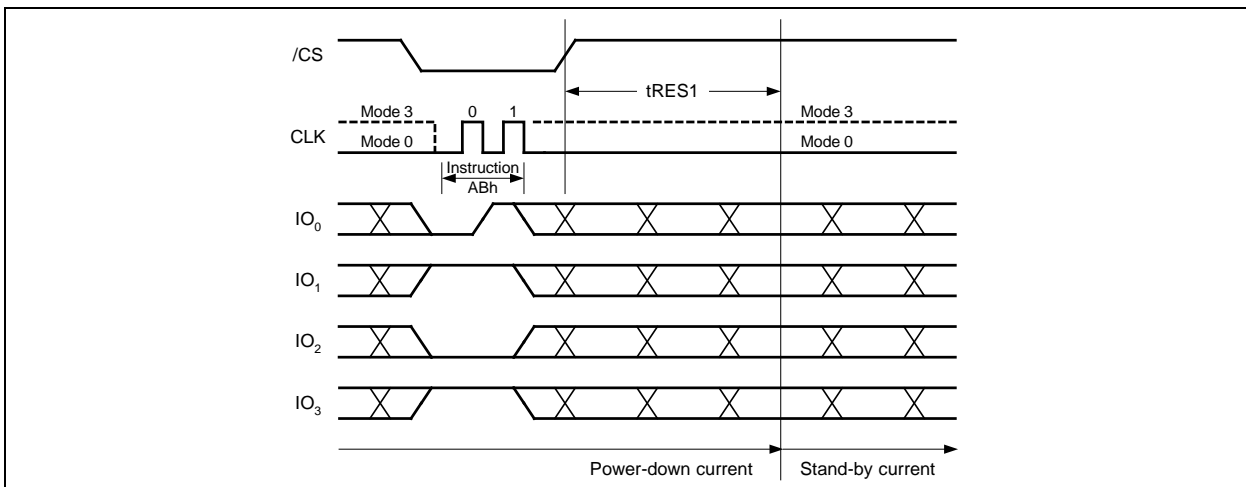 /CS
tRES1
Mode 3 0 1 Mode 3
CLK
Mode 0 Mode 0
Instruction
ABh
IO0
IO1
IO2
IO3
Power-down current Stand-by current